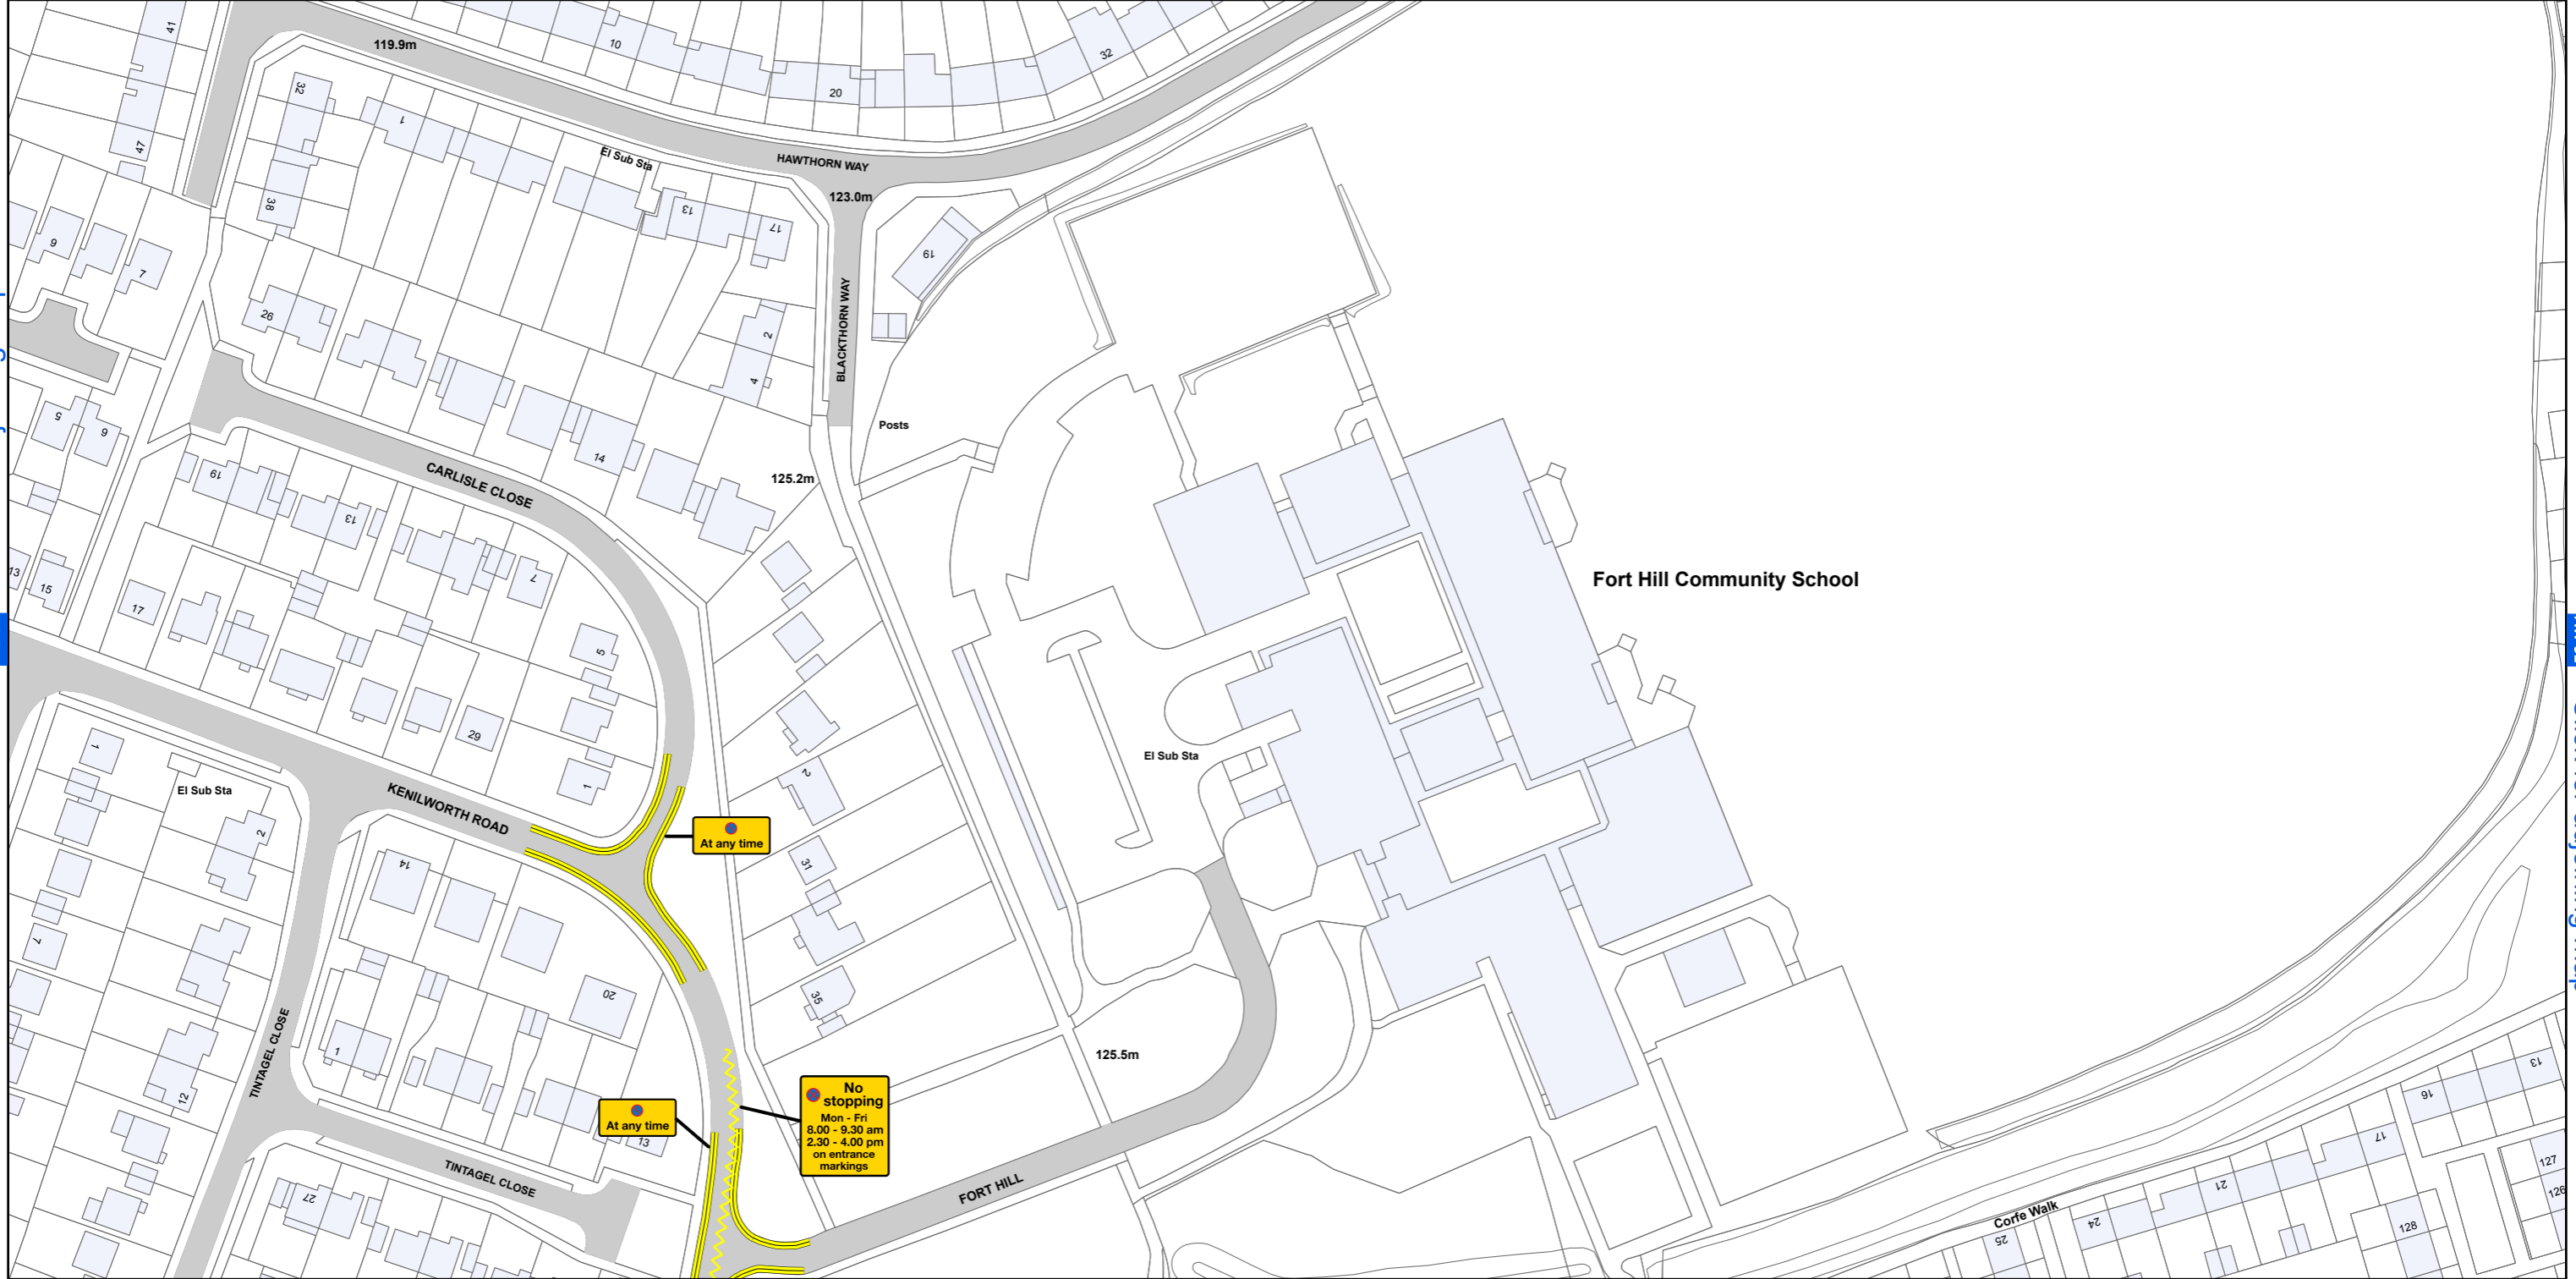 41
119.9m
10
32
20
47
32
1
El Sub Sta
HAWTHORN WAY
123.0m
38
13
17
19
9
7
26
2
4
BLACKTHORN WAY
5
6
Posts
CARLISLE CLOSE
14
125.2m
19
13
7
13
15
17
Fort Hill Community School
5
29
1
El Sub Sta
1
El Sub Sta
KENILWORTH ROAD
2
2
At any time
14
31
7
20
35
1
TINTAGEL CLOSE
125.5m
12
At any time
No
stopping
Mon - Fri
8.00 - 9.30 am
2.30 - 4.00 pm
on entrance
markings
13
TINTAGEL CLOSE
27
FORT HILL
13
16
17
127
126
21
Corfe Walk
24
25
128